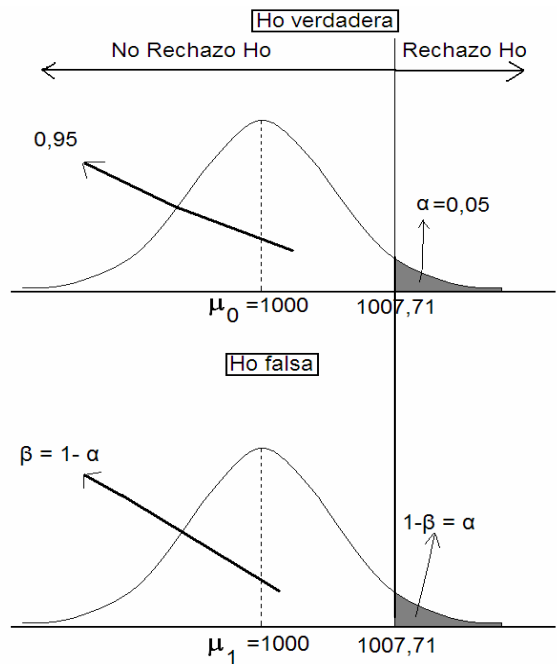 Ho verdadera
No Rechazo Ho
Rechazo Ho
0,95
α=0,05
μ0 =1000
1007,71
Ho falsa
β = 1- α
1-β = α
μ1 =1000
1007,71